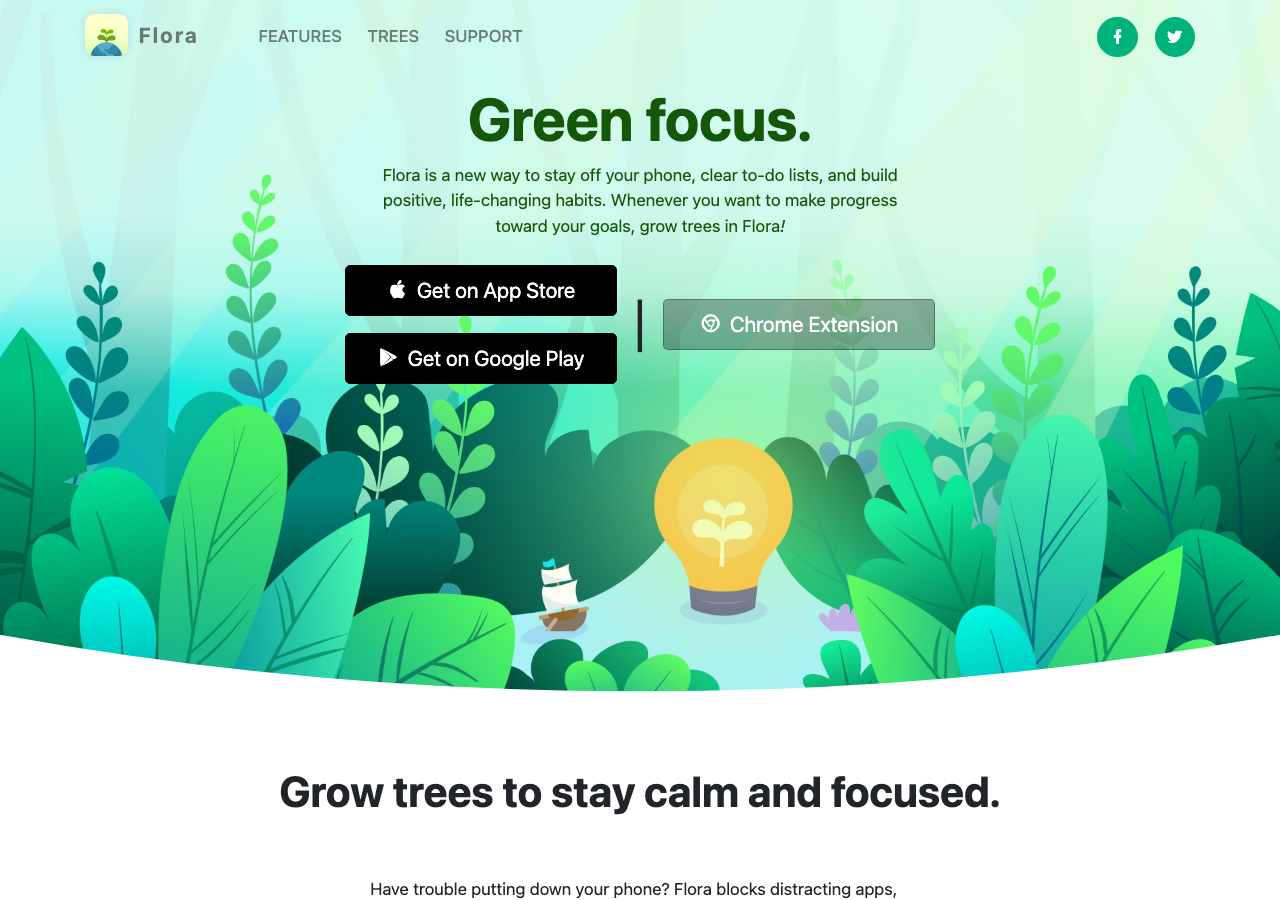 Flora
FEATURES
TREES
SUPPORT
Green focus.
Flora is a new way to stay off your phone, clear to-do lists, and build
positive, life-changing habits. Whenever you want to make progress
toward your goals, grow trees in Flora!
Get on App Store
Get on Google Play
Chrome Extension
Grow trees to stay calm and focused.
Have trouble putting down your phone? Flora blocks distracting apps,